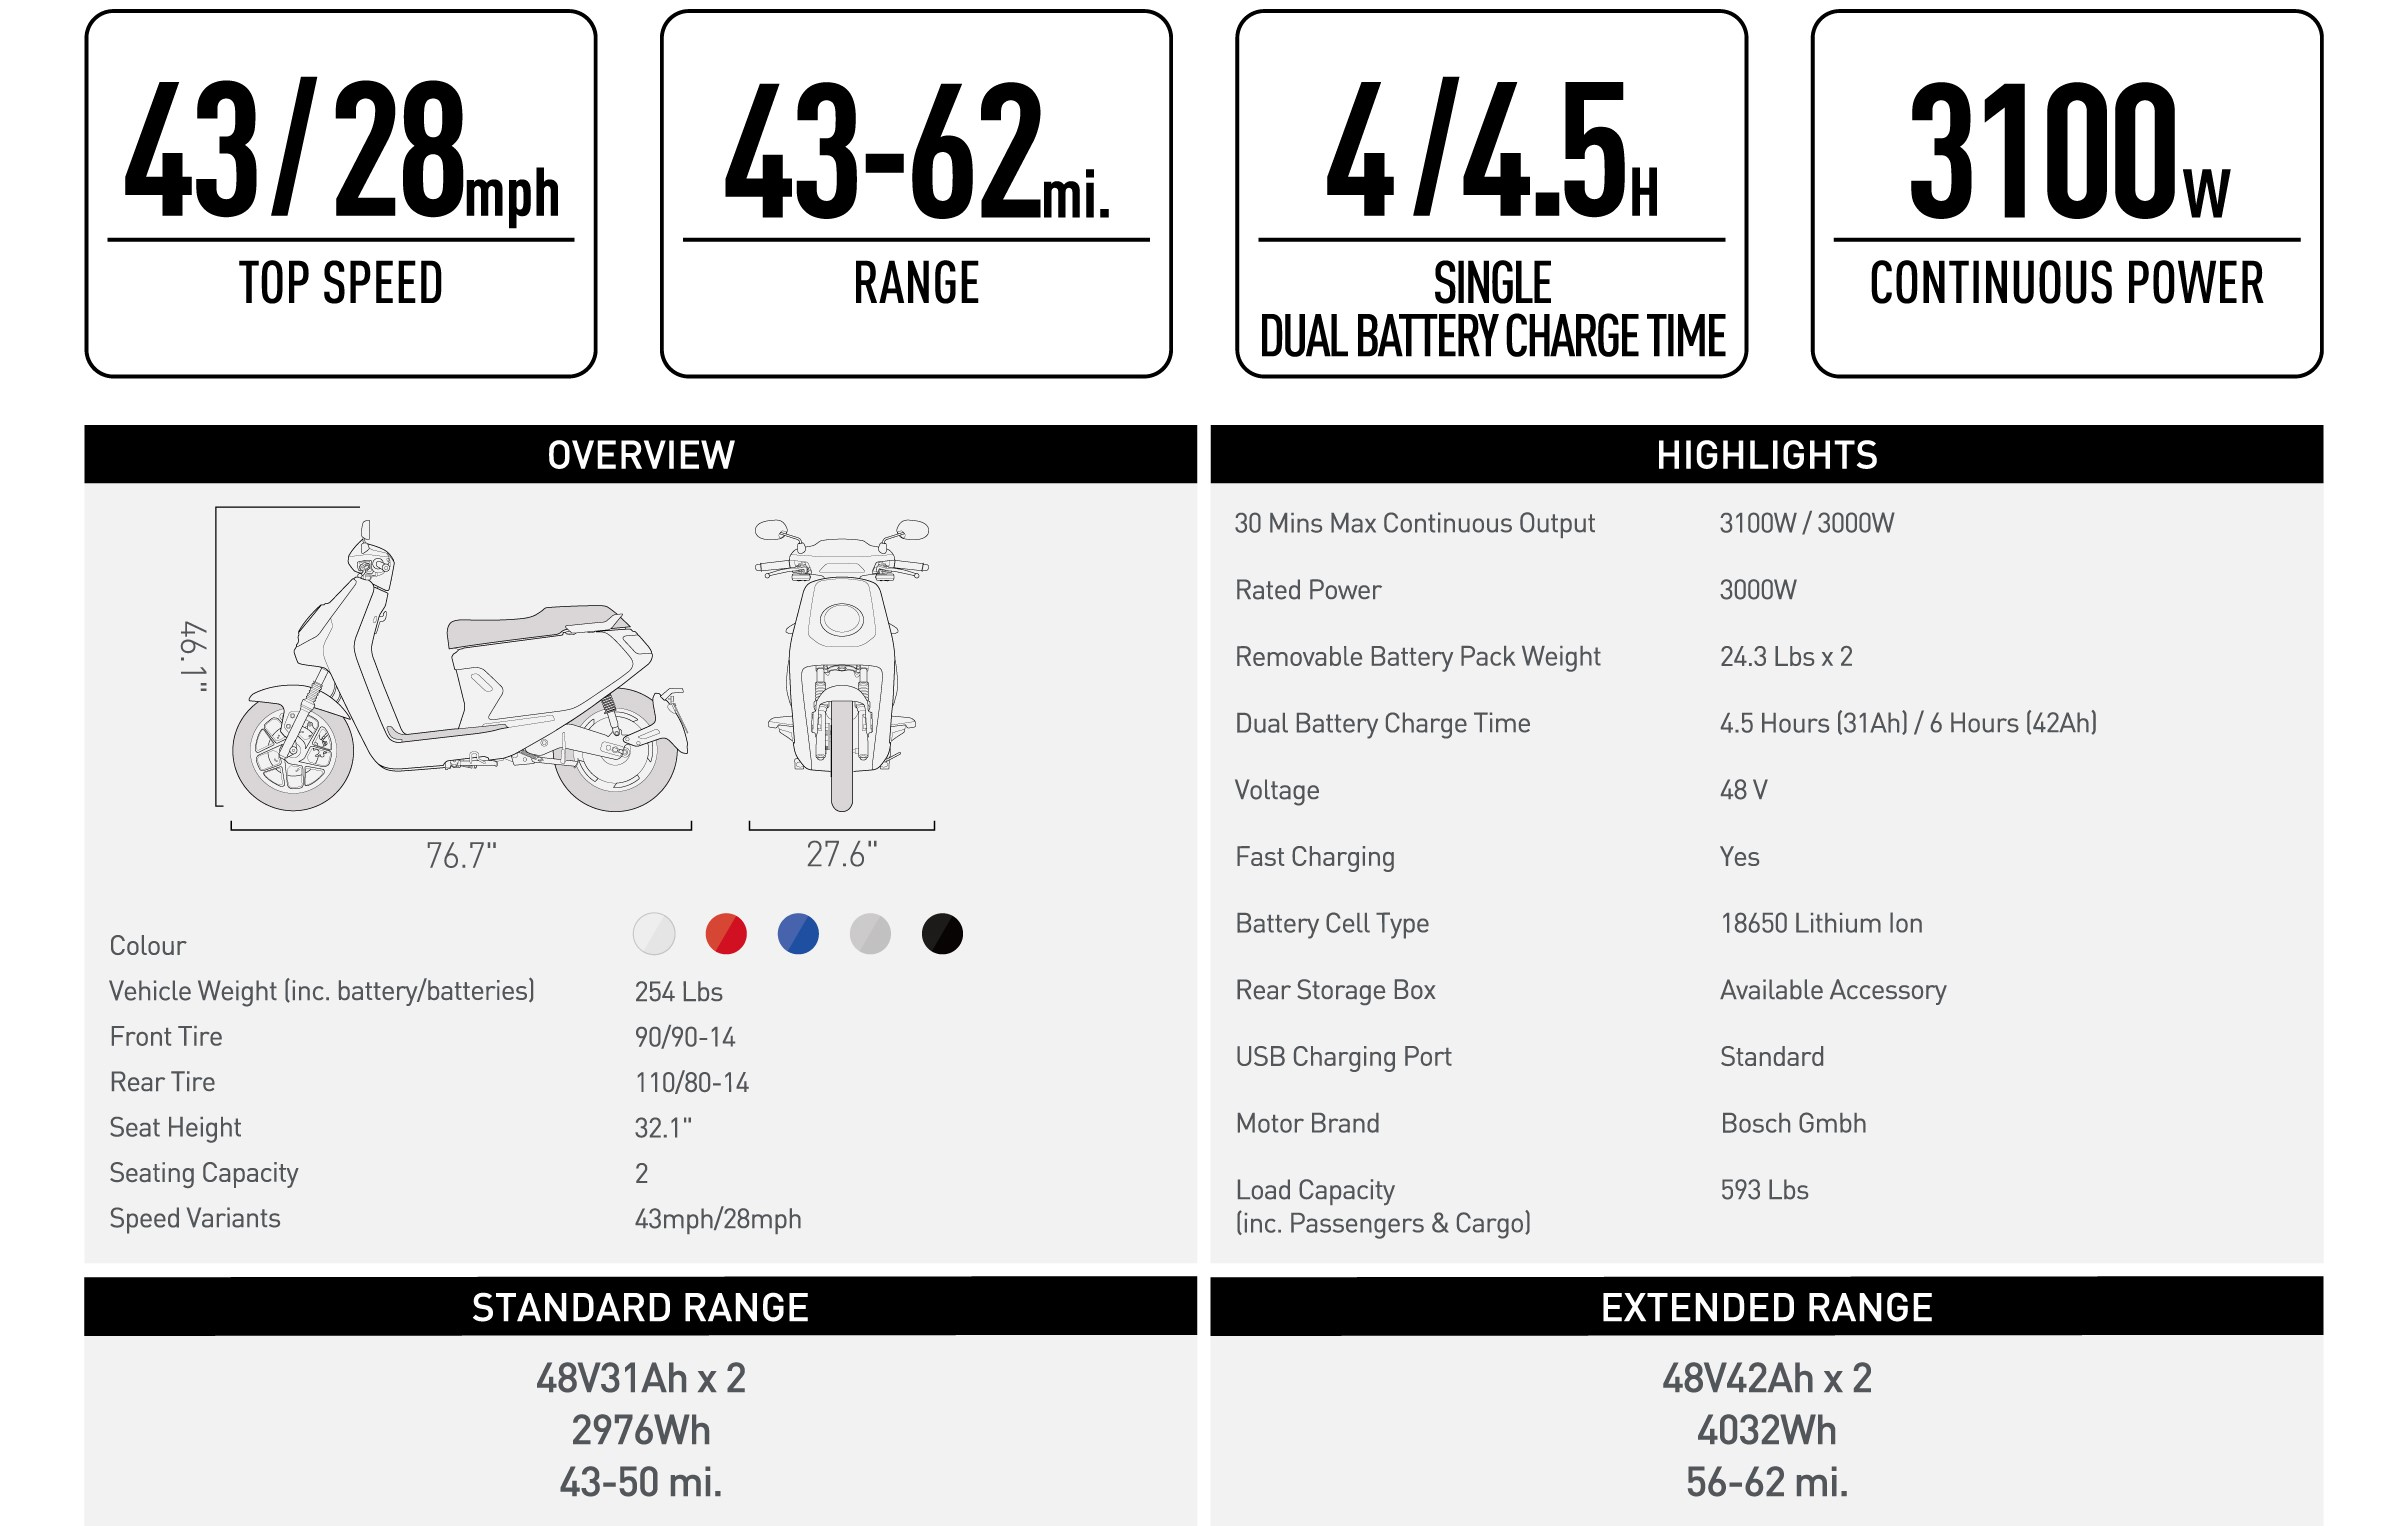 43/28mph
TOP SPEED
43-62mi.
RANGE
4/4.5H
SINGLE
DUAL BATTERY CHARGE TIME
3100W
CONTINUOUS POWER
OVERVIEW
46.1"
76.7"
27.6"
Colour
Vehicle Weight (inc. battery/batteries) 254 Lbs
Front Tire 90/90-14
Rear Tire 110/80-14
Seat Height 32.1"
Seating Capacity 2
Speed Variants 43mph/28mph
HIGHLIGHTS
30 Mins Max Continuous Output 3100W / 3000W
Rated Power 3000W
Removable Battery Pack Weight 24.3 Lbs x 2
Dual Battery Charge Time 4.5 Hours (31Ah) / 6 Hours (42Ah)
Voltage 48 V
Fast Charging Yes
Battery Cell Type 18650 Lithium Ion
Rear Storage Box Available Accessory
USB Charging Port Standard
Motor Brand Bosch Gmbh
Load Capacity 593 Lbs
(inc. Passengers & Cargo)
STANDARD RANGE
48V31Ah x 2
2976Wh
43-50 mi.
EXTENDED RANGE
48V42Ah x 2
4032Wh
56-62 mi.